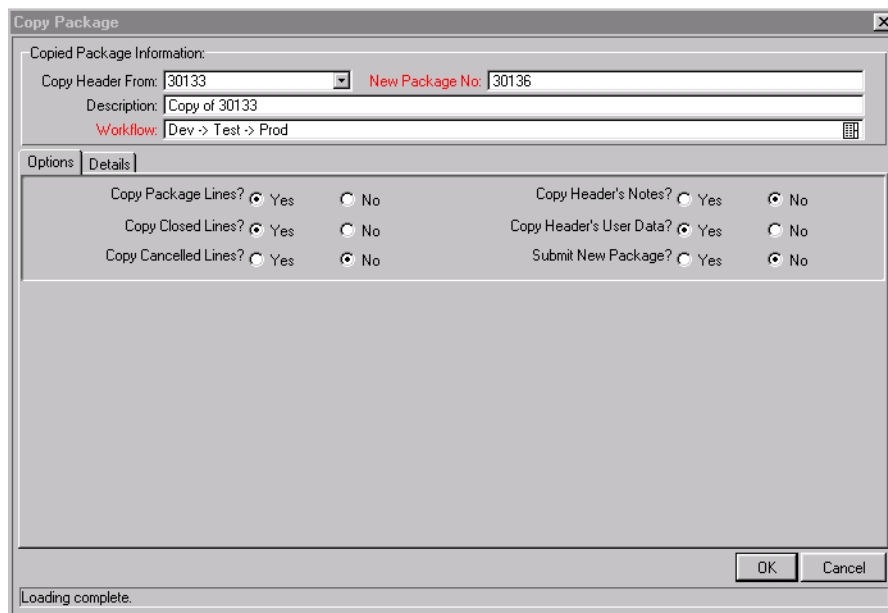 Copy Package
Copied Package Information:
Copy Header From: 30133 New Package No: 30136
Description: Copy of 30133
Workflow: Dev -> Test -> Prod
Options Details
Copy Package Lines? Yes No Copy Header's Notes? Yes No
Copy Closed Lines? Yes No Copy Header's User Data? Yes No
Copy Cancelled Lines? Yes No Submit New Package? Yes No
OK Cancel
Loading complete.